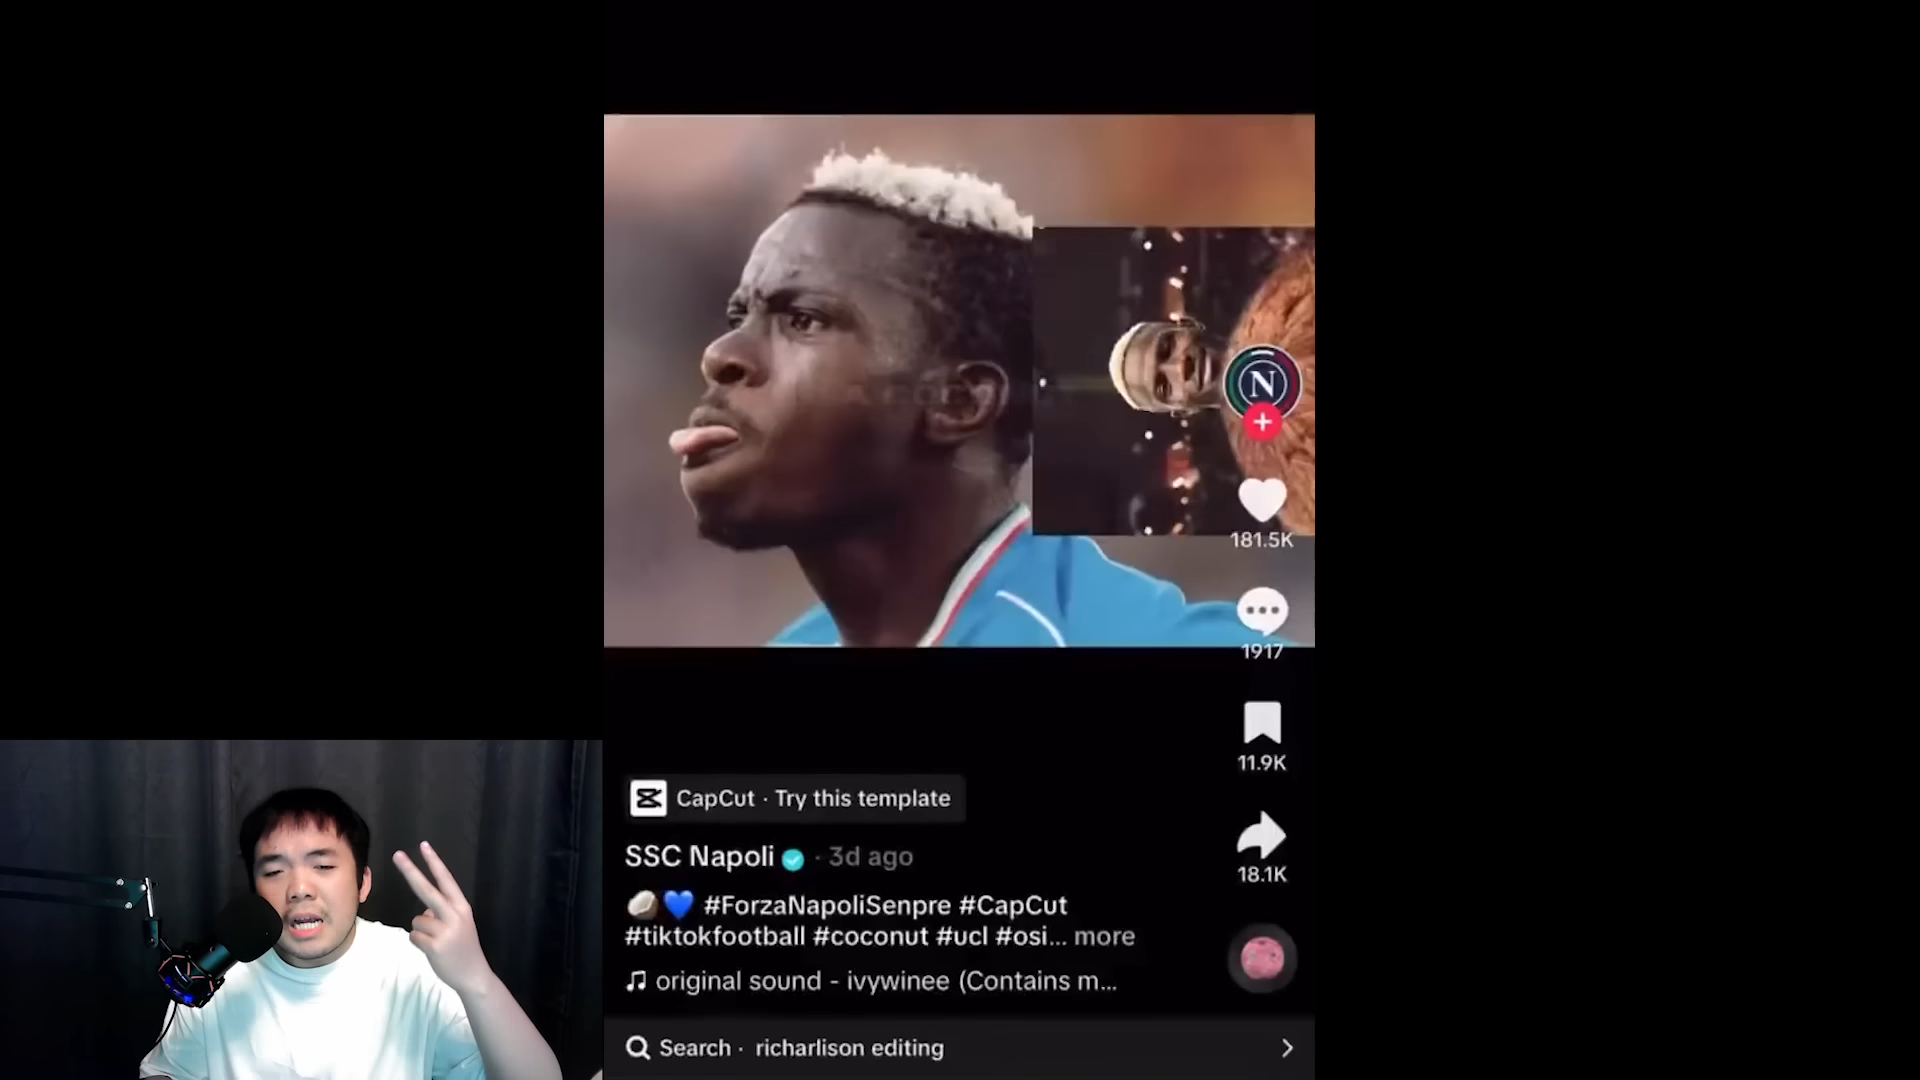 N
181.5K
1917
11.9K
18.1K
CapCut · Try this template
SSC Napoli · 3d ago
#ForzaNapoliSenpre #CapCut
#tiktokfootball #coconut #ucl #osi... more
original sound - ivywinee (Contains m...
Search · richarlison editing